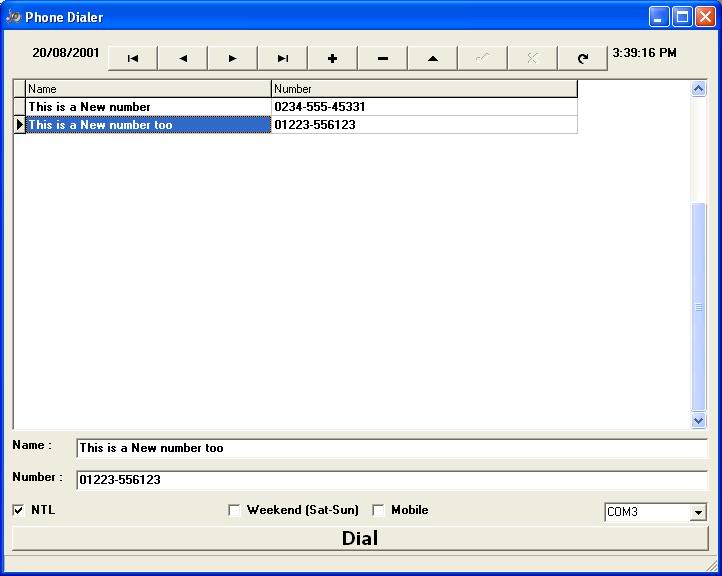 Phone Dialer
20/08/2001 3:39:16 PM
Name Number
This is a New number 0234-555-45331
This is a New number too 01223-556123
Name : This is a New number too
Number : 01223-556123
NTL Weekend (Sat-Sun) Mobile COM3
Dial